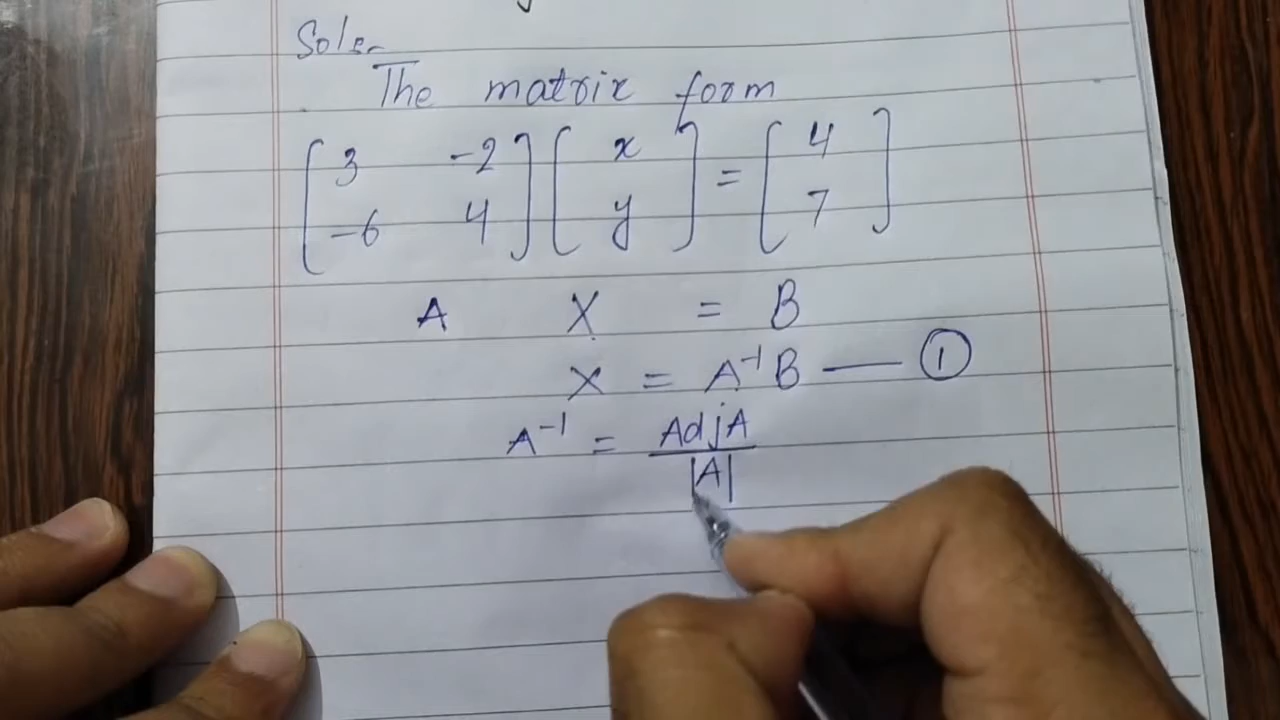 Soln
The matrix form
[3 -2 -6 4] [x y] = [4 7]
A X = B
X = A⁻¹B — ①
A⁻¹ = AdjA / |A|